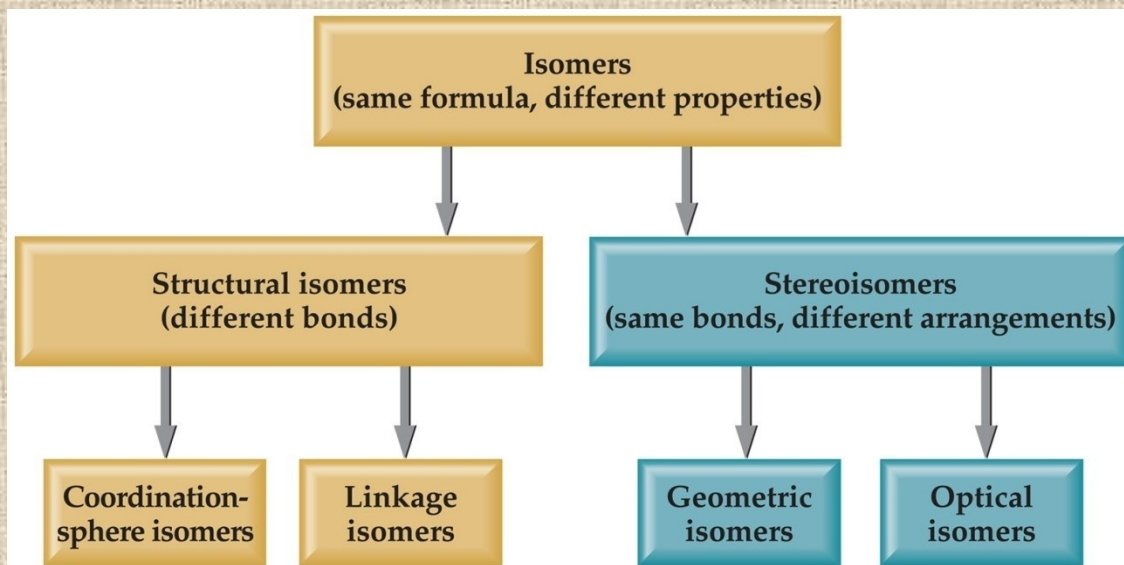 Isomers
(same formula, different properties)
Structural isomers
(different bonds)
Stereoisomers
(same bonds, different arrangements)
Coordination-
sphere isomers
Linkage
isomers
Geometric
isomers
Optical
isomers